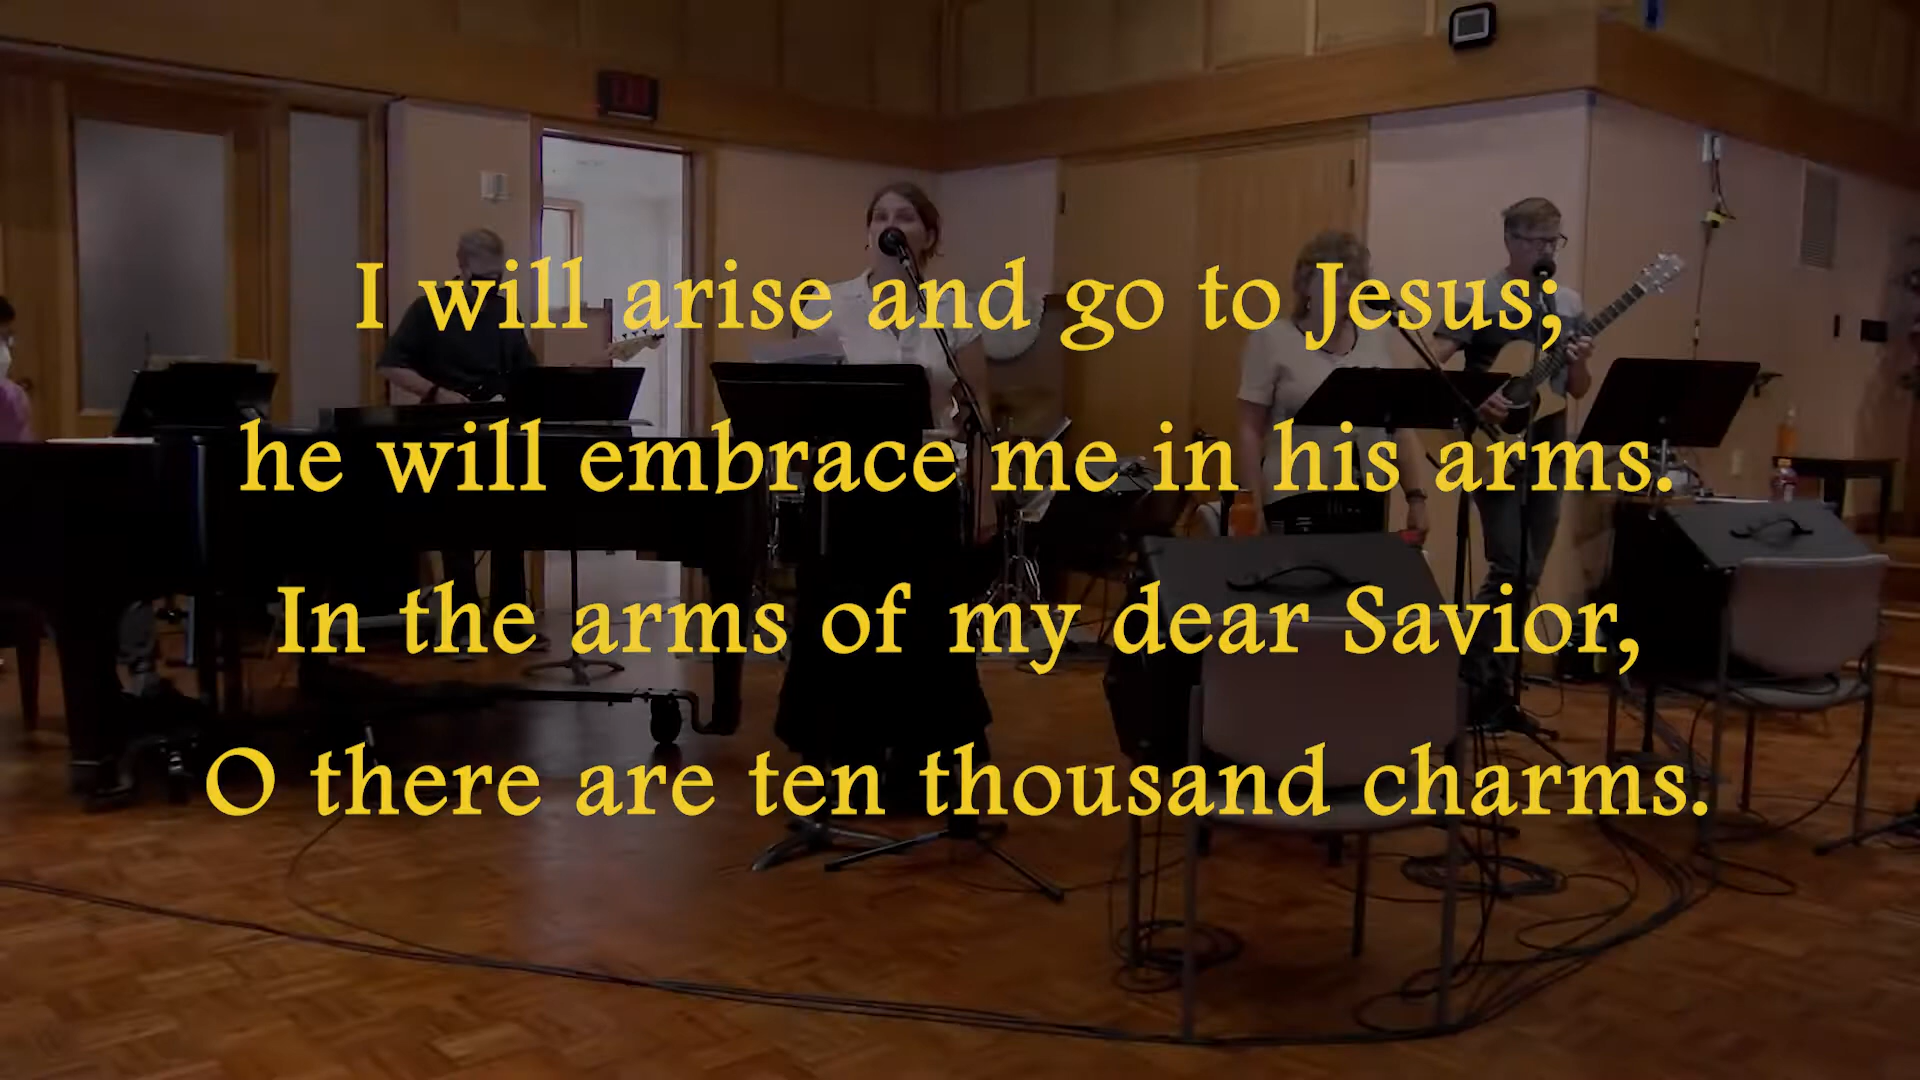 I will arise and go to Jesus;
he will embrace me in his arms.
In the arms of my dear Savior,
O there are ten thousand charms.